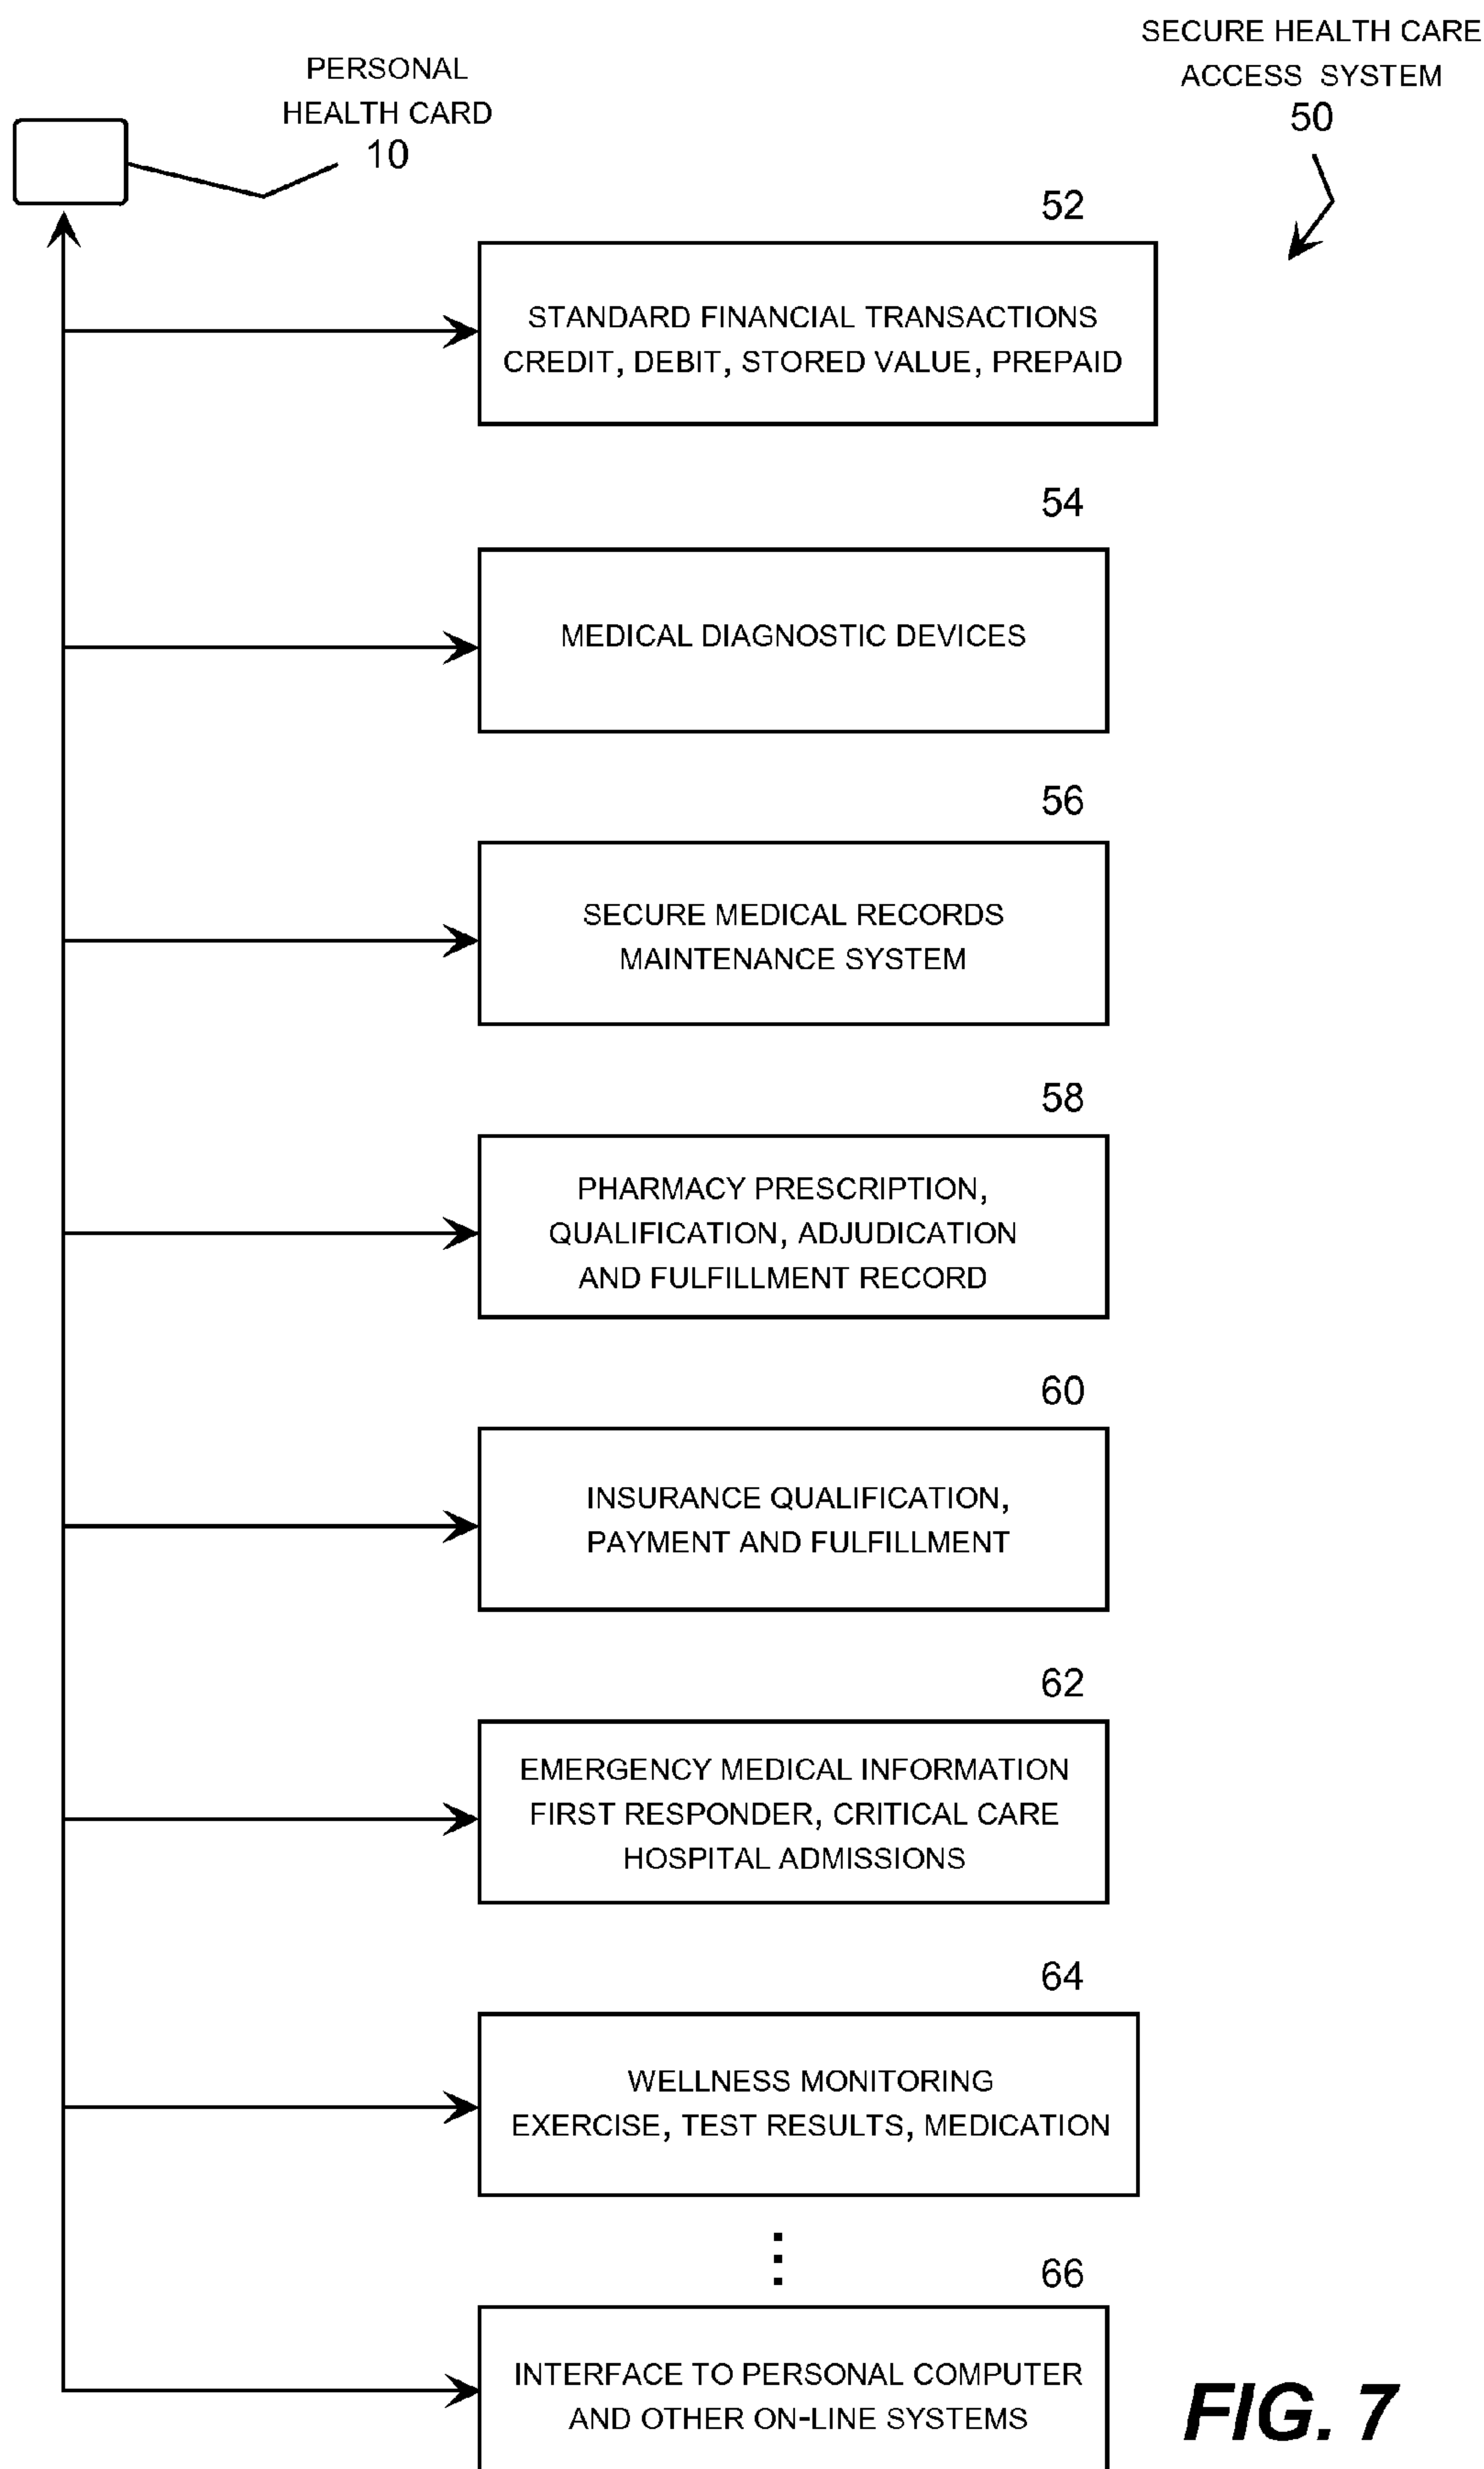 SECURE HEALTH CARE
ACCESS SYSTEM
50
PERSONAL
HEALTH CARD
10
52
STANDARD FINANCIAL TRANSACTIONS
CREDIT, DEBIT, STORED VALUE, PREPAID
54
MEDICAL DIAGNOSTIC DEVICES
56
SECURE MEDICAL RECORDS
MAINTENANCE SYSTEM
58
PHARMACY PRESCRIPTION,
QUALIFICATION, ADJUDICATION
AND FULFILLMENT RECORD
60
INSURANCE QUALIFICATION,
PAYMENT AND FULFILLMENT
62
EMERGENCY MEDICAL INFORMATION
FIRST RESPONDER, CRITICAL CARE
HOSPITAL ADMISSIONS
64
WELLNESS MONITORING
EXERCISE, TEST RESULTS, MEDICATION
66
INTERFACE TO PERSONAL COMPUTER
AND OTHER ON-LINE SYSTEMS
FIG. 7